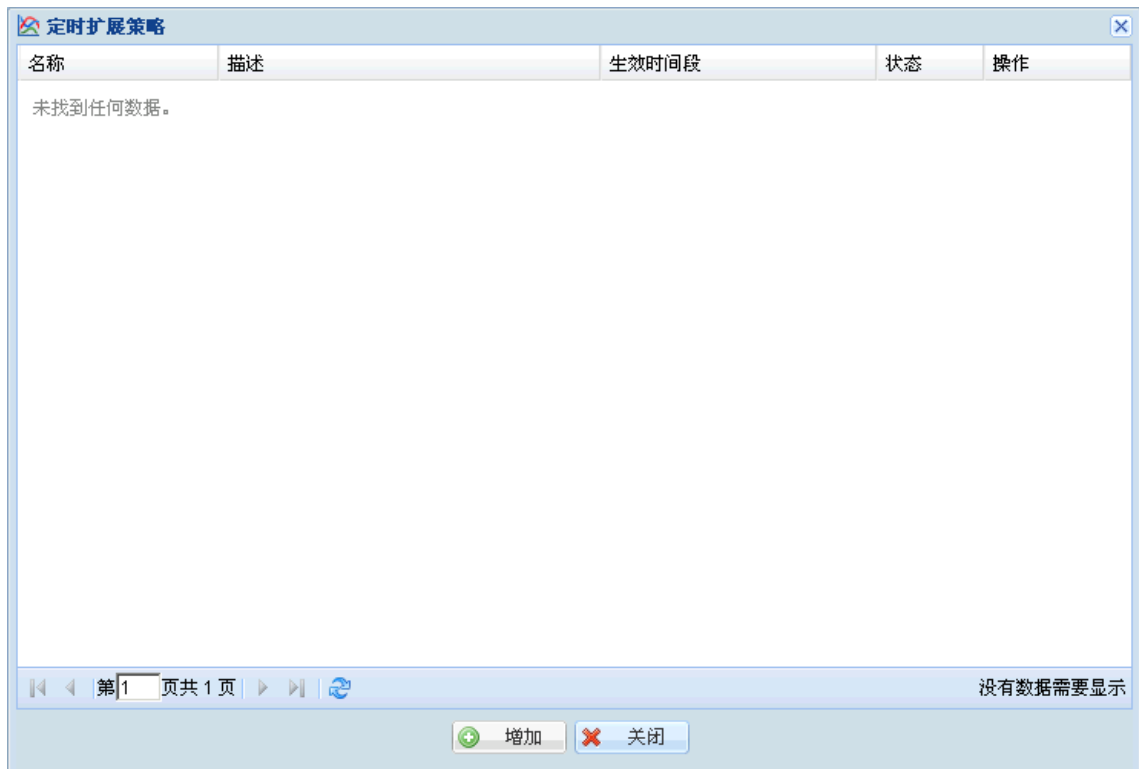 定时扩展策略
名称 描述 生效时间段 状态 操作
未找到任何数据。
第 1 页共 1 页 没有数据需要显示
增加 关闭